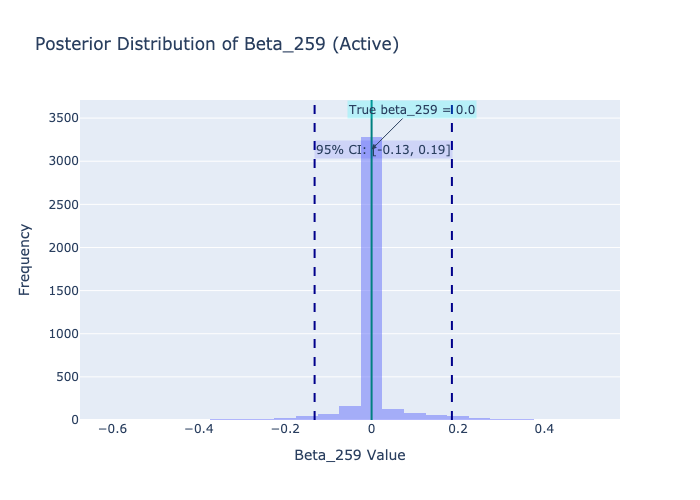 Posterior Distribution of Beta_259 (Active)
True beta_259 = 0.0
95% CI: [-0.13, 0.19]
3500
3000
2500
2000
1500
1000
500
0
Frequency
−0.6
−0.4
−0.2
0
0.2
0.4
Beta_259 Value